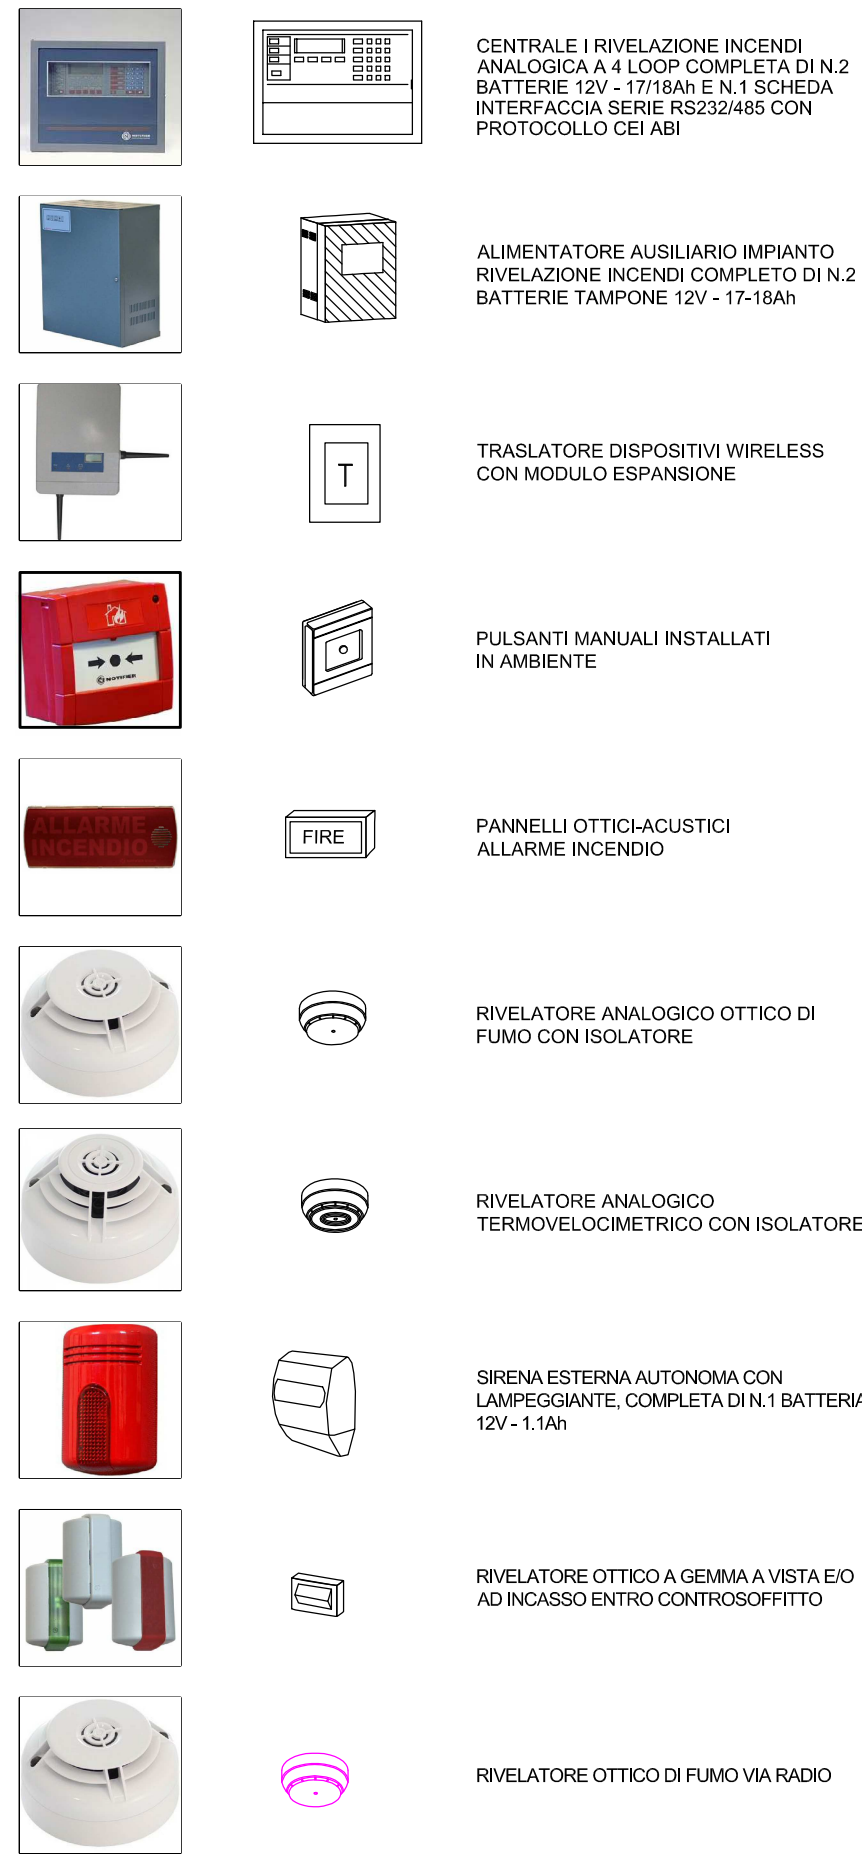 CENTRALE I RIVELAZIONE INCENDI
ANALOGICA A 4 LOOP COMPLETA DI N.2
BATTERIE 12V - 17/18Ah E N.1 SCHEDA
INTERFACCIA SERIE RS232/485 CON
PROTOCOLLO CEI ABI
ALIMENTATORE AUSILIARIO IMPIANTO
RIVELAZIONE INCENDI COMPLETO DI N.2
BATTERIE TAMPONE 12V - 17-18Ah
T
TRASLATORE DISPOSITIVI WIRELESS
CON MODULO ESPANSIONE
NOTIFIER
PULSANTI MANUALI INSTALLATI
IN AMBIENTE
ALLARME
INCENDIO
FIRE
PANNELLI OTTICI-ACUSTICI
ALLARME INCENDIO
RIVELATORE ANALOGICO OTTICO DI
FUMO CON ISOLATORE
RIVELATORE ANALOGICO
TERMOVELOCIMETRICO CON ISOLATORE
SIRENA ESTERNA AUTONOMA CON
LAMPEGGIANTE, COMPLETA DI N.1 BATTERIA
12V - 1.1Ah
RIVELATORE OTTICO A GEMMA A VISTA E/O
AD INCASSO ENTRO CONTROSOFFITTO
RIVELATORE OTTICO DI FUMO VIA RADIO